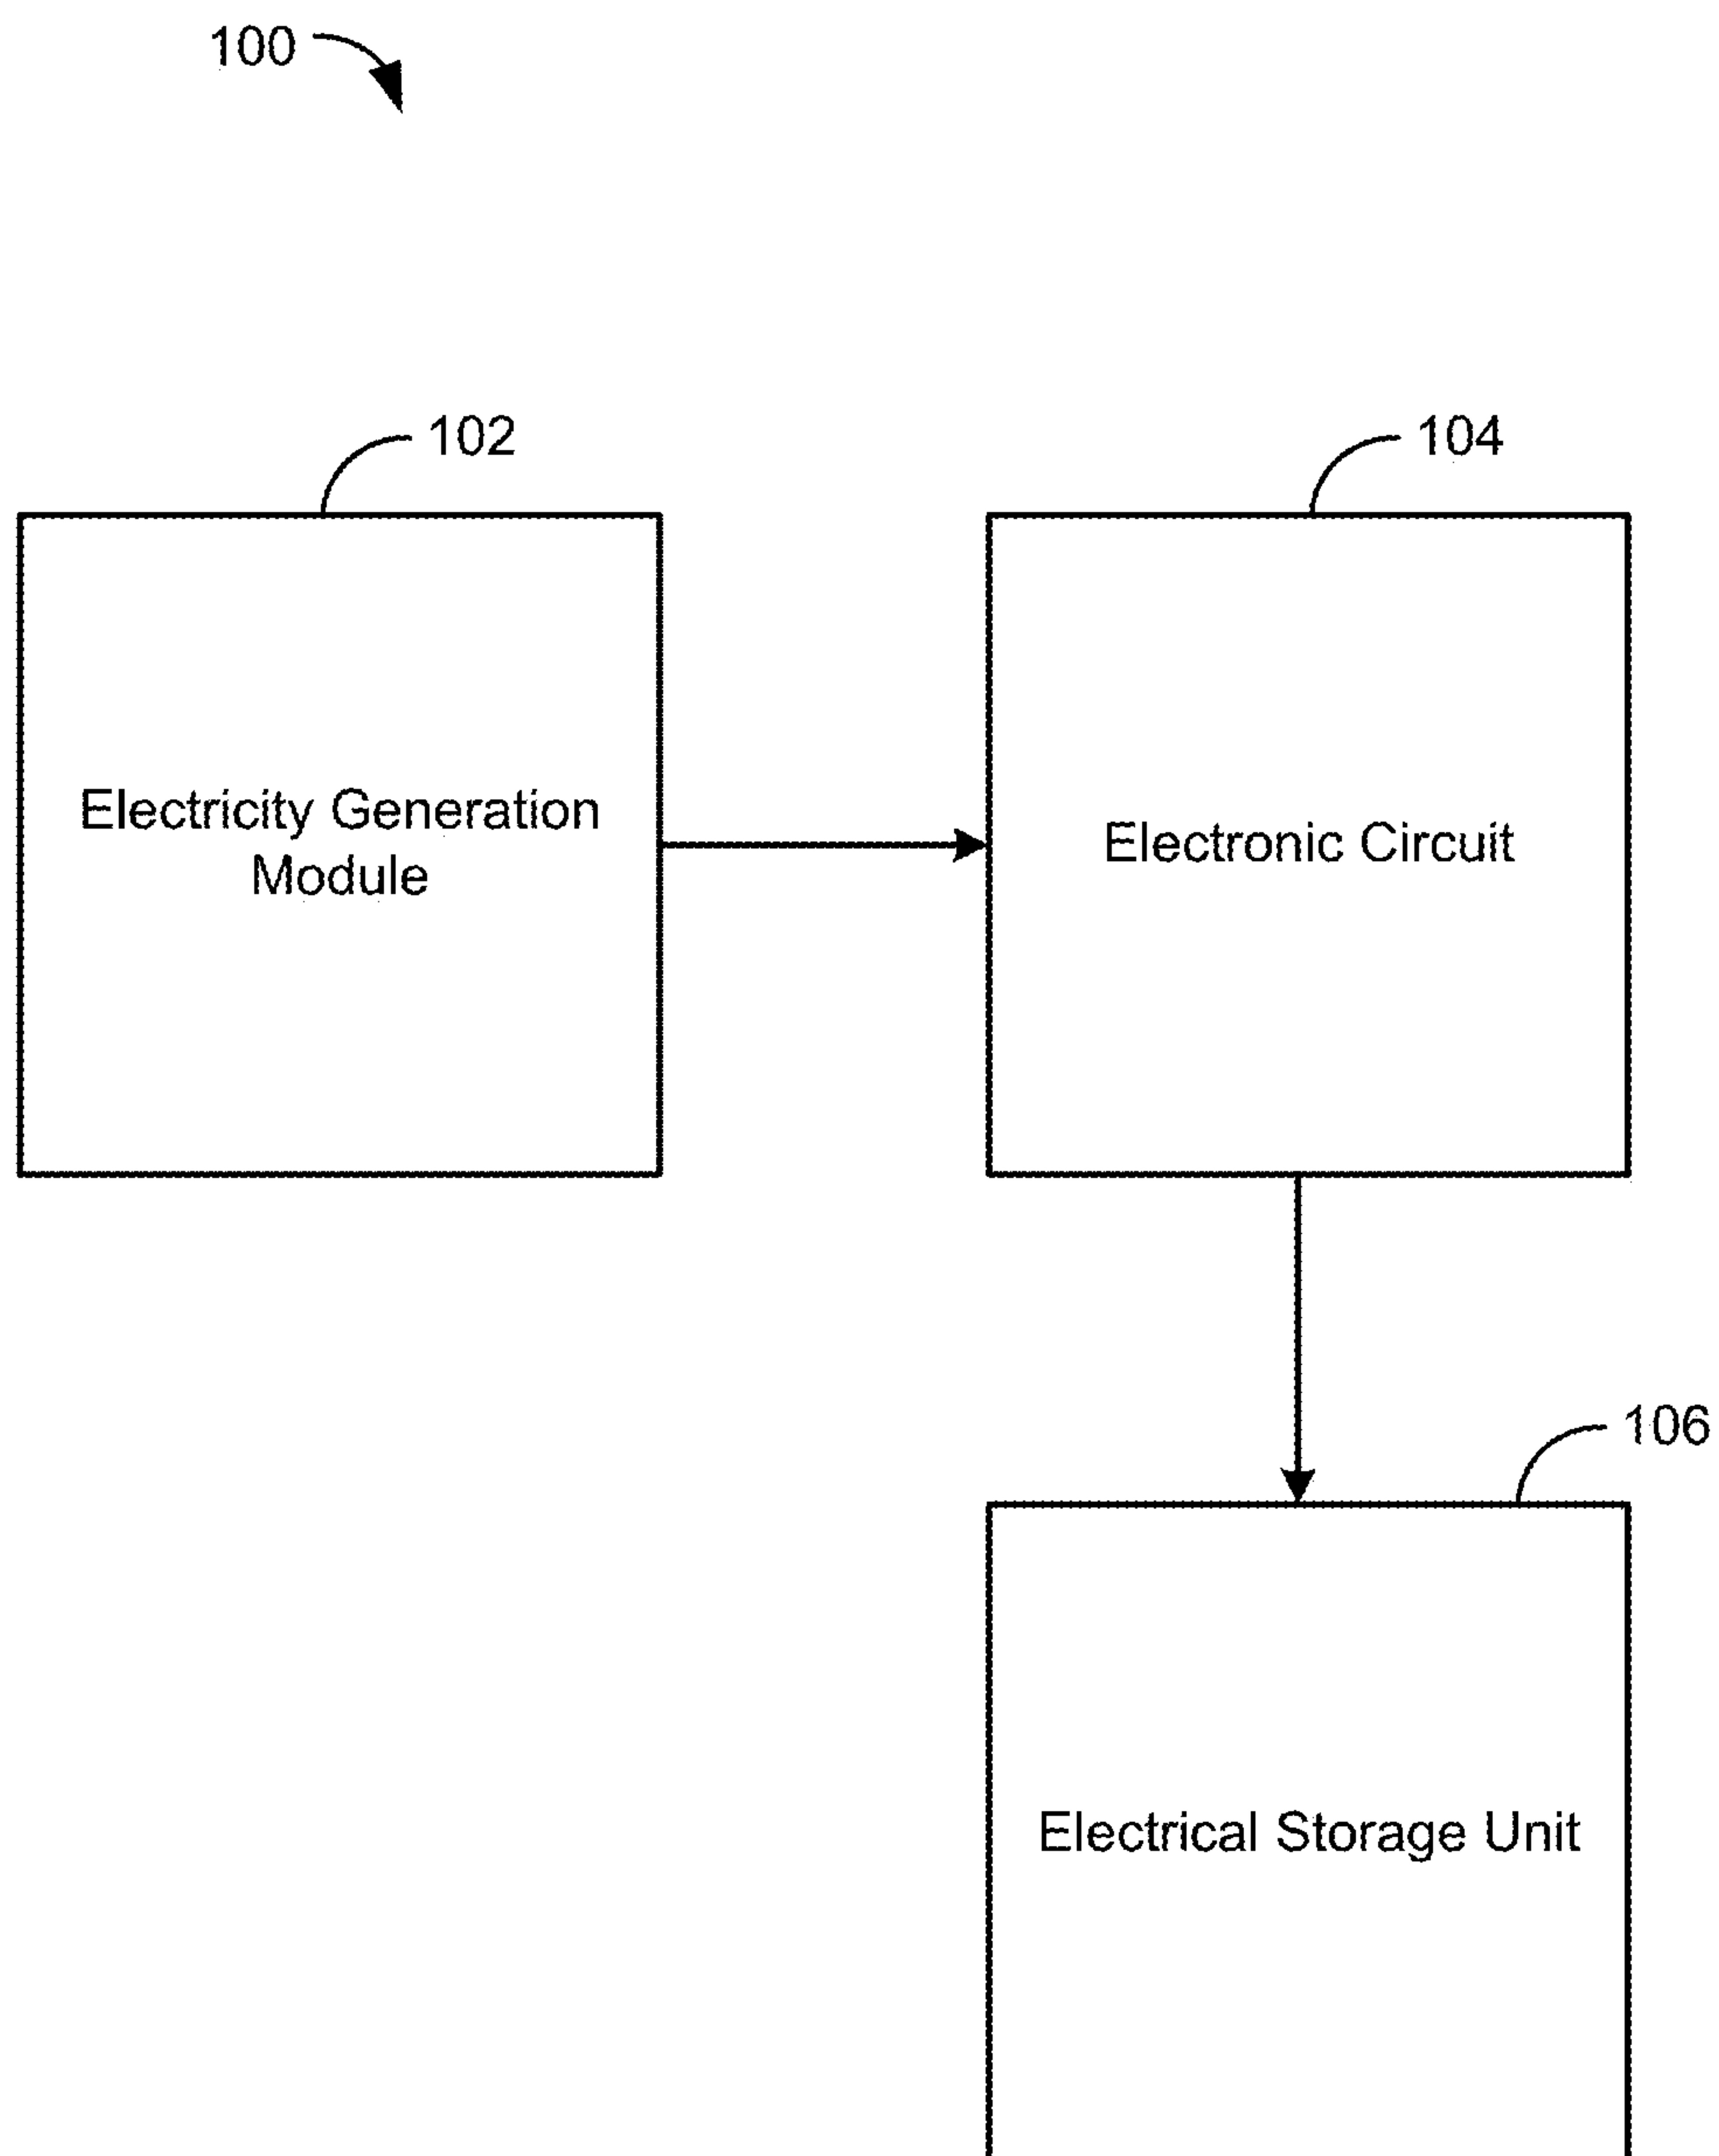 100
102
104
Electricity Generation
Module
Electronic Circuit
106
Electrical Storage Unit